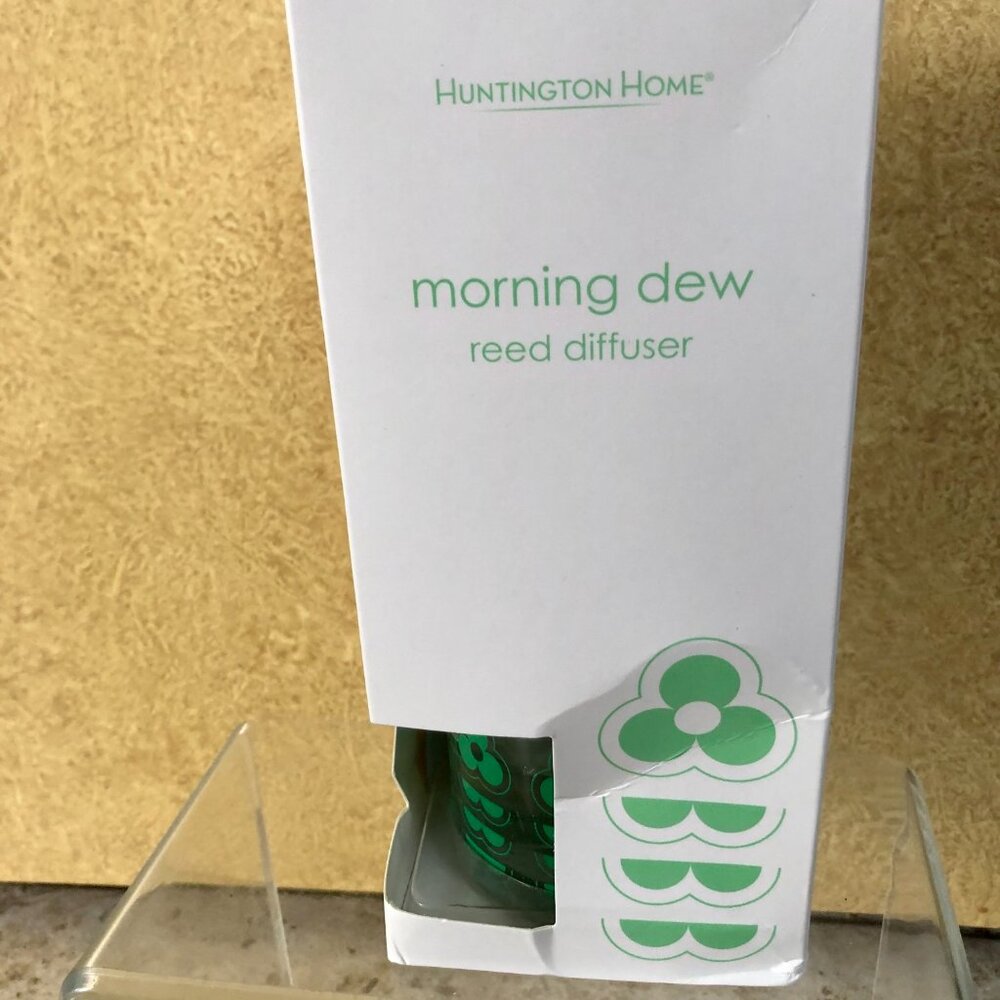 HUNTINGTON HOME®
morning dew
reed diffuser